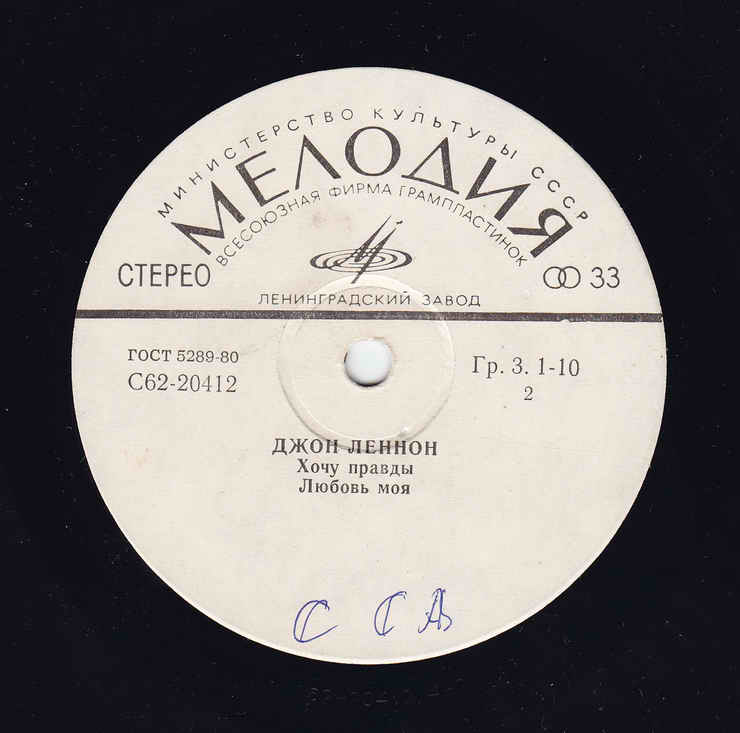 МИНИСТЕРСТВО КУЛЬТУРЫ СССР
МЕЛОДИЯ
ВСЕСОЮЗНАЯ ФИРМА ГРАМПЛАСТИНОК
СТЕРЕО
33
ЛЕНИНГРАДСКИЙ ЗАВОД
ГОСТ 5289-80
С62-20412
Гр. 3. 1-10
2
ДЖОН ЛЕННОН
Хочу правды
Любовь моя